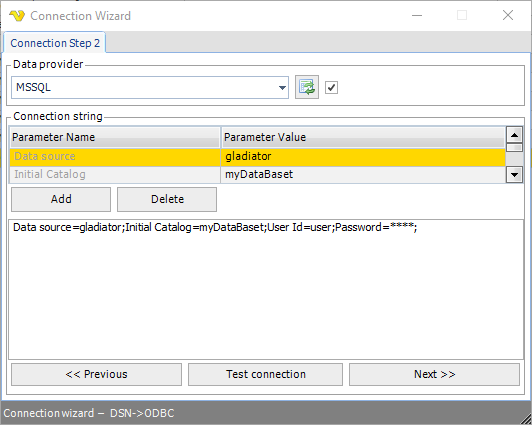 Connection Wizard
Connection Step 2
Data provider
MSSQL
Connection string
Parameter Name Parameter Value
Data source gladiator
Initial Catalog myDataBaset
Add Delete
Data source=gladiator;Initial Catalog=myDataBaset;User Id=user;Password=****;
<< Previous Test connection Next >>
Connection wizard – DSN->ODBC